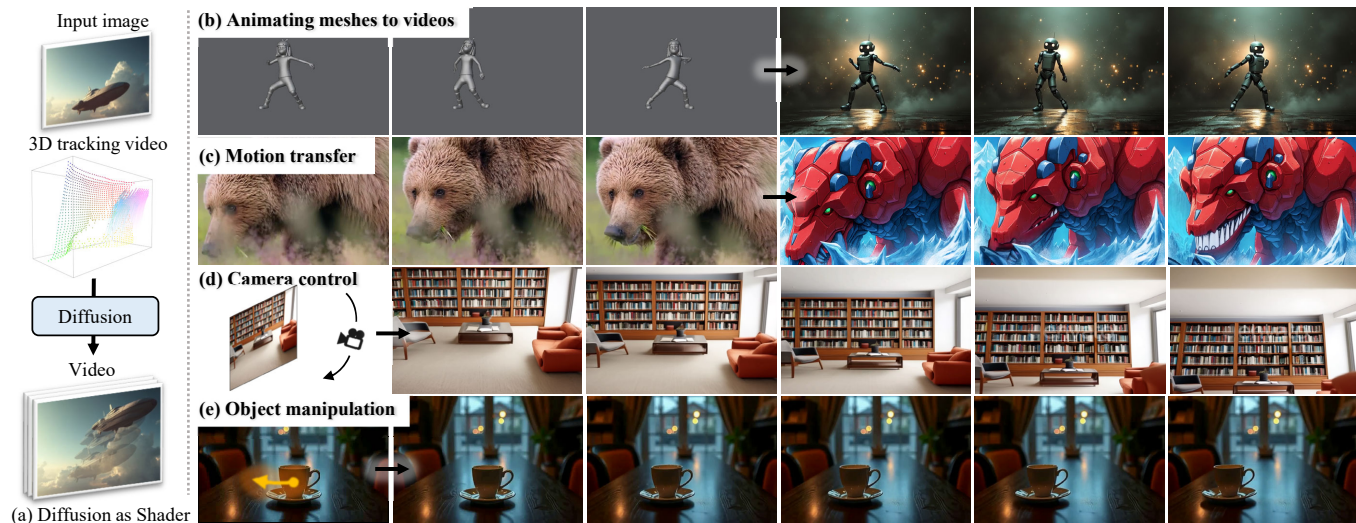 Input image
3D tracking video
Diffusion
Video
(a) Diffusion as Shader
(b) Animating meshes to videos
(c) Motion transfer
(d) Camera control
(e) Object manipulation